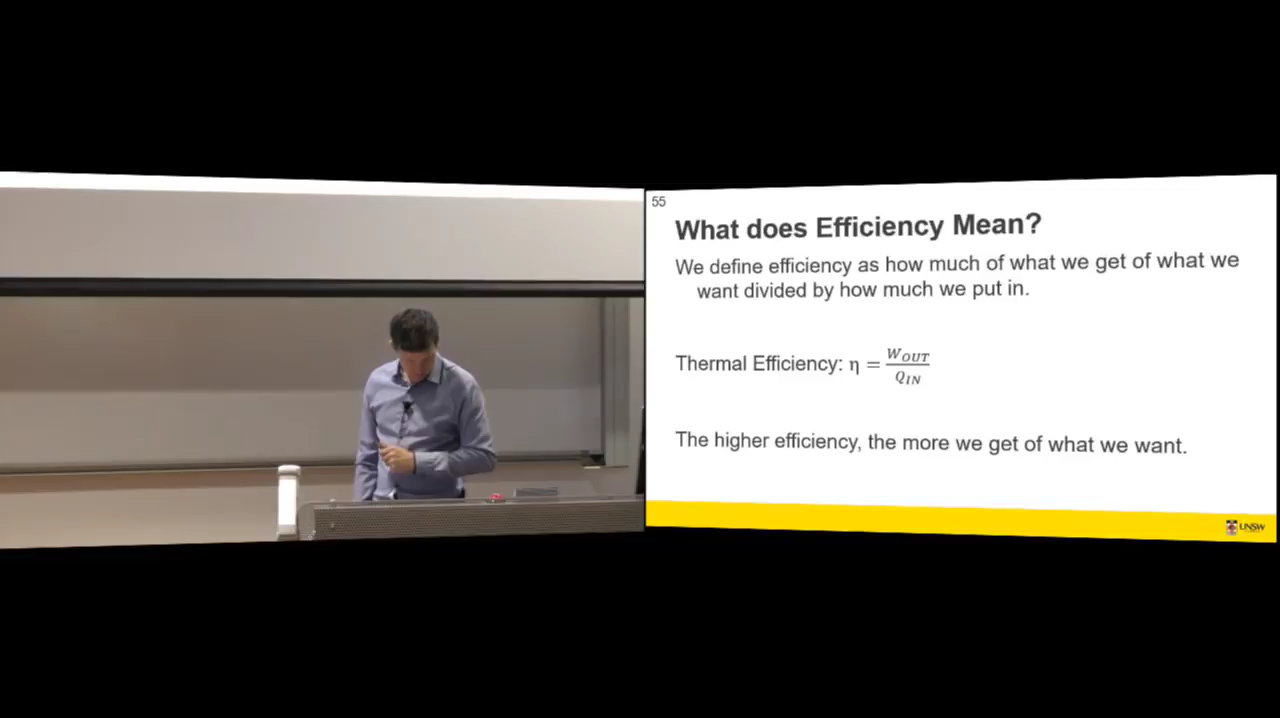 55
What does Efficiency Mean?
We define efficiency as how much of what we get of what we
want divided by how much we put in.
Thermal Efficiency: η = W_OUT / Q_IN
The higher efficiency, the more we get of what we want.
UNSW